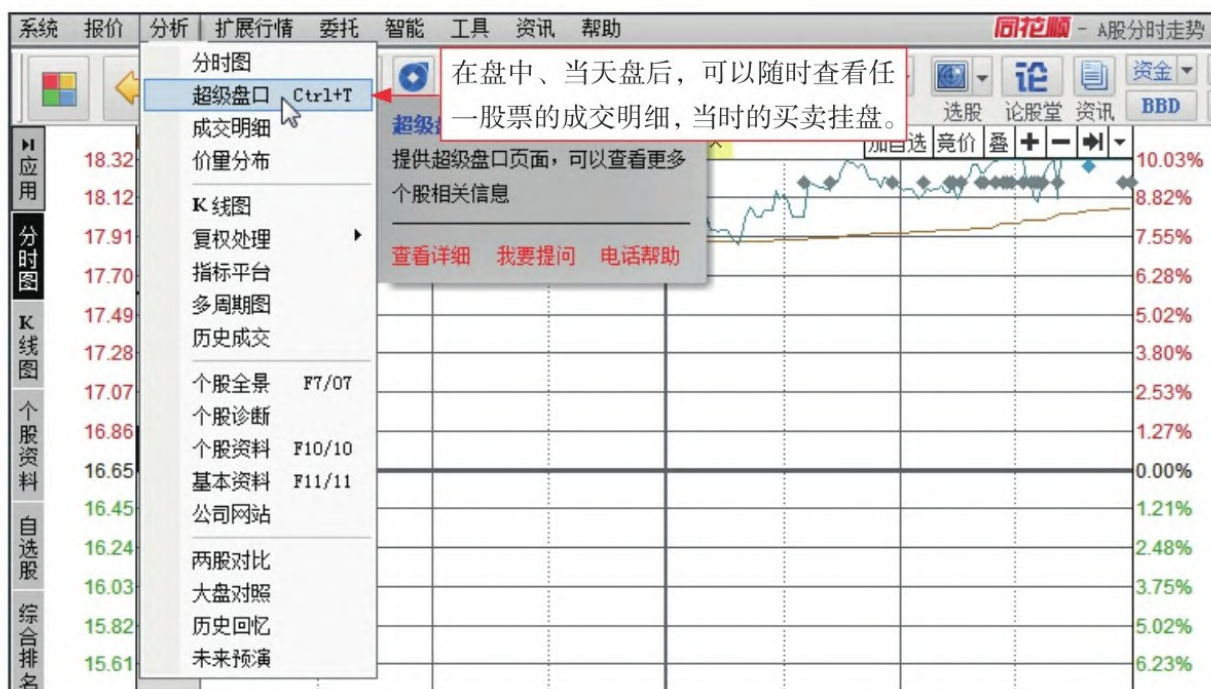 系统 报价 分析 扩展行情 委托 智能 工具 资讯 帮助 同花顺 - A股分时走势
在盘中、当天盘后，可以随时查看任
一股票的成交明细，当时的买卖挂盘。
选股 论 论股堂 资讯 资金 BBD
加自选 竞价 叠
分时图
超级盘口 Ctrl+T
成交明细
价量分布
K线图
复权处理
指标平台
多周期图
历史成交
个股全景 F7/07
个股诊断
个股资料 F10/10
基本资料 F11/11
公司网站
两股对比
大盘对照
历史回忆
未来预演
超级
提供超级盘口页面，可以查看更多
个股相关信息
查看详细 我要提问 电话帮助
应用
分时图
K线图
个股资料
自选股
综合排名
18.32
18.12
17.91
17.70
17.49
17.28
17.07
16.86
16.65
16.45
16.24
16.03
15.82
15.61
10.03%
8.82%
7.55%
6.28%
5.02%
3.80%
2.53%
1.27%
0.00%
1.21%
2.48%
3.75%
5.02%
6.23%